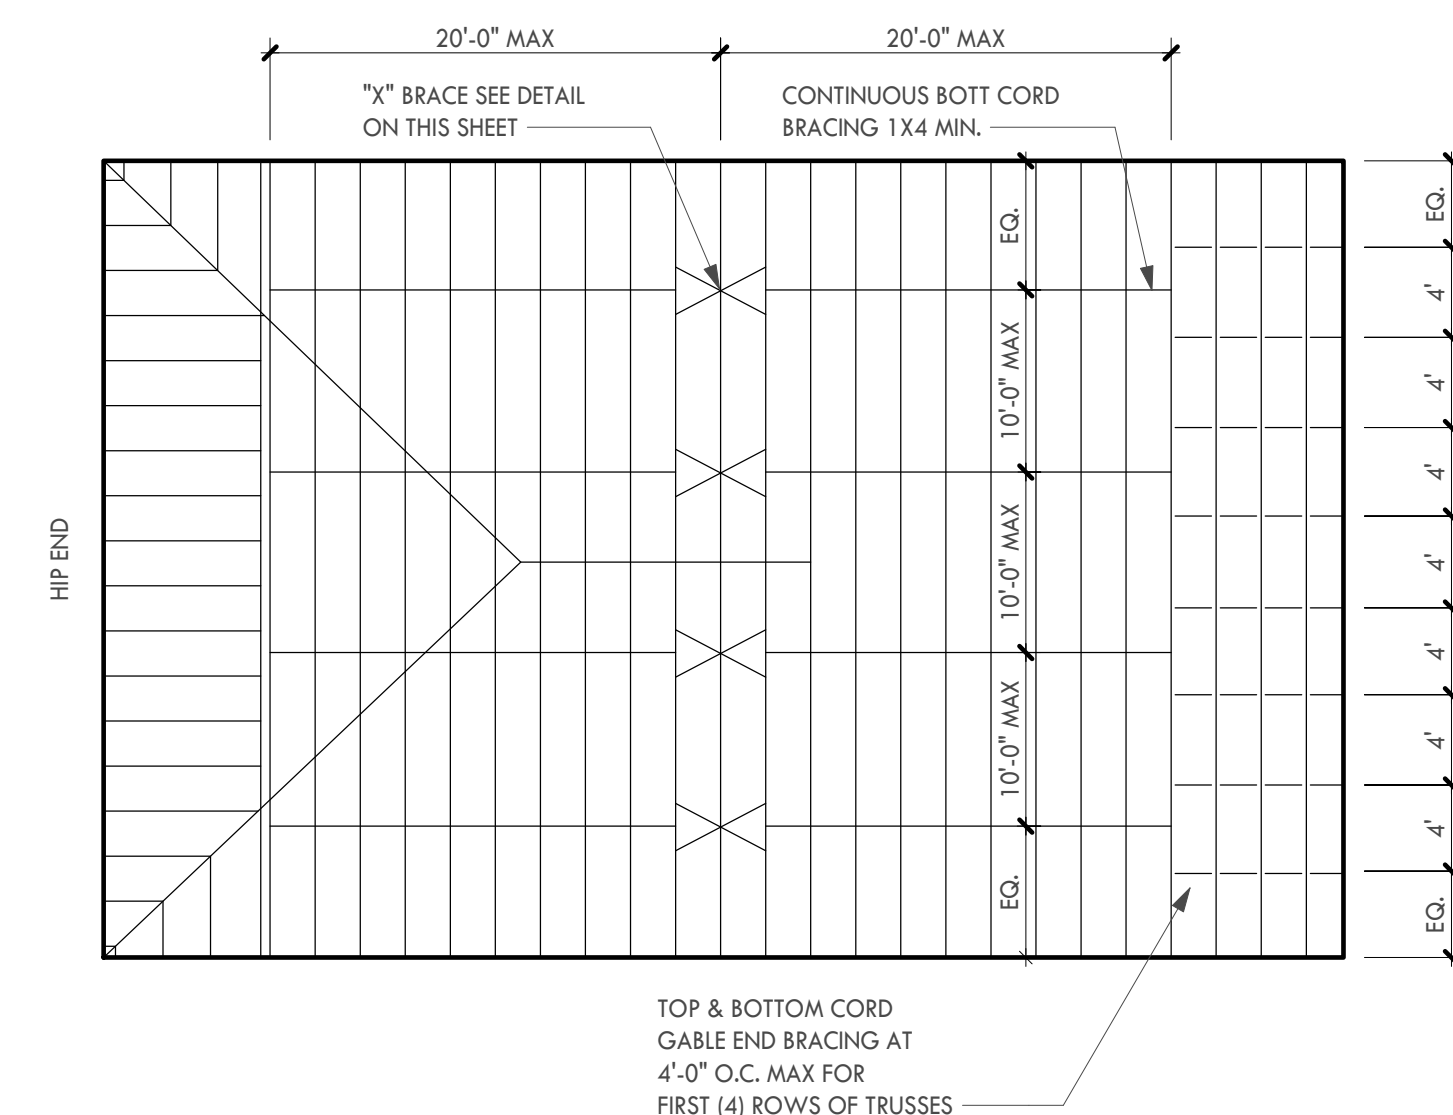 20'-0" MAX
20'-0" MAX
"X" BRACE SEE DETAIL
ON THIS SHEET
CONTINUOUS BOTT CORD
BRACING 1X4 MIN.
EQ.
10'-0" MAX
10'-0" MAX
10'-0" MAX
EQ.
EQ.
4'
4'
4'
4'
4'
4'
4'
EQ.
HIP END
TOP & BOTTOM CORD
GABLE END BRACING AT
4'-0" O.C. MAX FOR
FIRST (4) ROWS OF TRUSSES